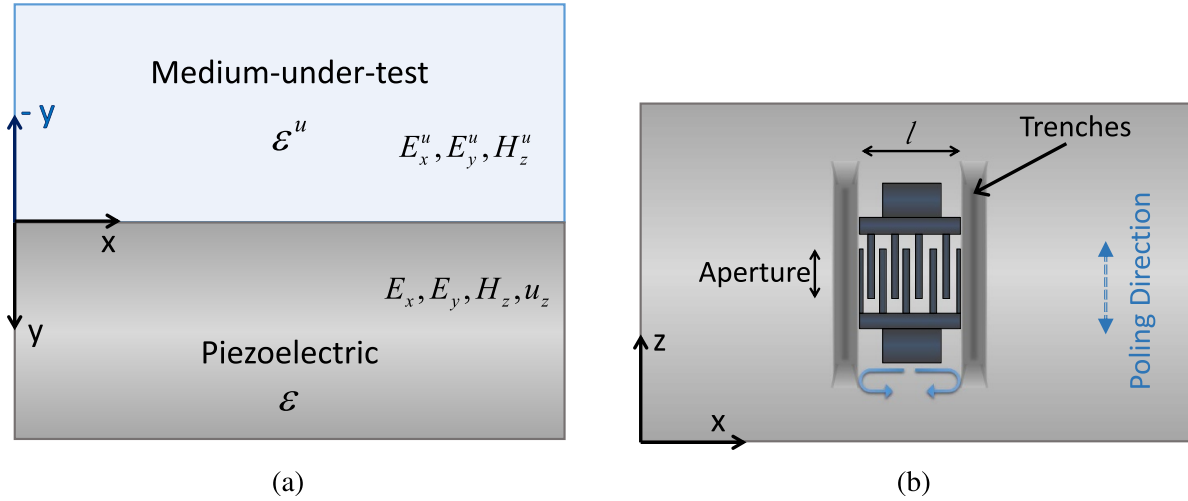 Medium-under-test
- y
ε^u
E_x^u, E_y^u, H_z^u
x
E_x, E_y, H_z, u_z
y
Piezoelectric
ε
(a)
Trenches
l
Aperture
Poling Direction
z
x
(b)